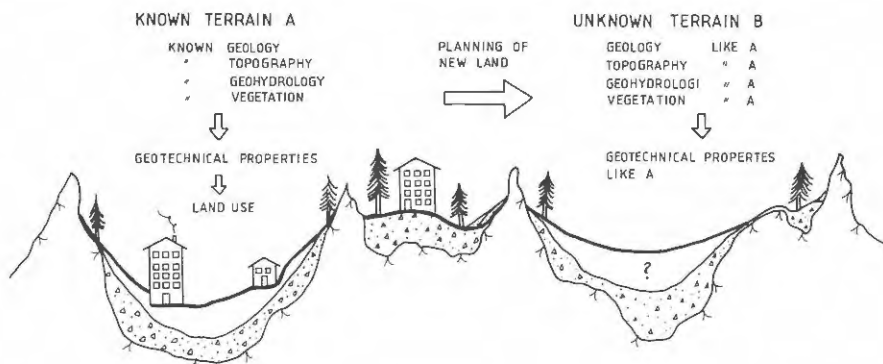 KNOWN TERRAIN A
KNOWN GEOLOGY
" TOPOGRAPHY
" GEOHYDROLOGY
" VEGETATION
GEOTECHNICAL PROPERTIES
LAND USE
PLANNING OF
NEW LAND
UNKNOWN TERRAIN B
GEOLOGY LIKE A
TOPOGRAPHY " A
GEOHYDROLOGI " A
VEGETATION " A
GEOTECHNICAL PROPERTES
LIKE A
?